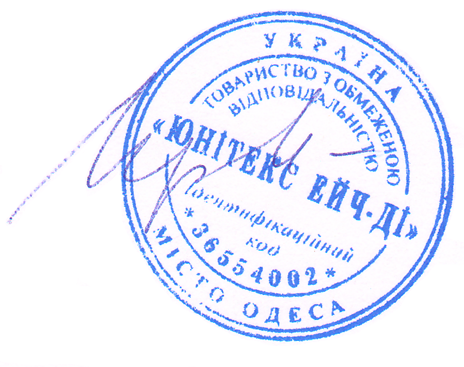 УКРАЇНА
ТОВАРИСТВО З ОБМЕЖЕНОЮ
ВІДПОВІДАЛЬНІСТЮ
«ЮНІТЕКС ЕЙЧ-ДІ»
Ідентифікаційний
код
*36554002*
МІСТО ОДЕСА